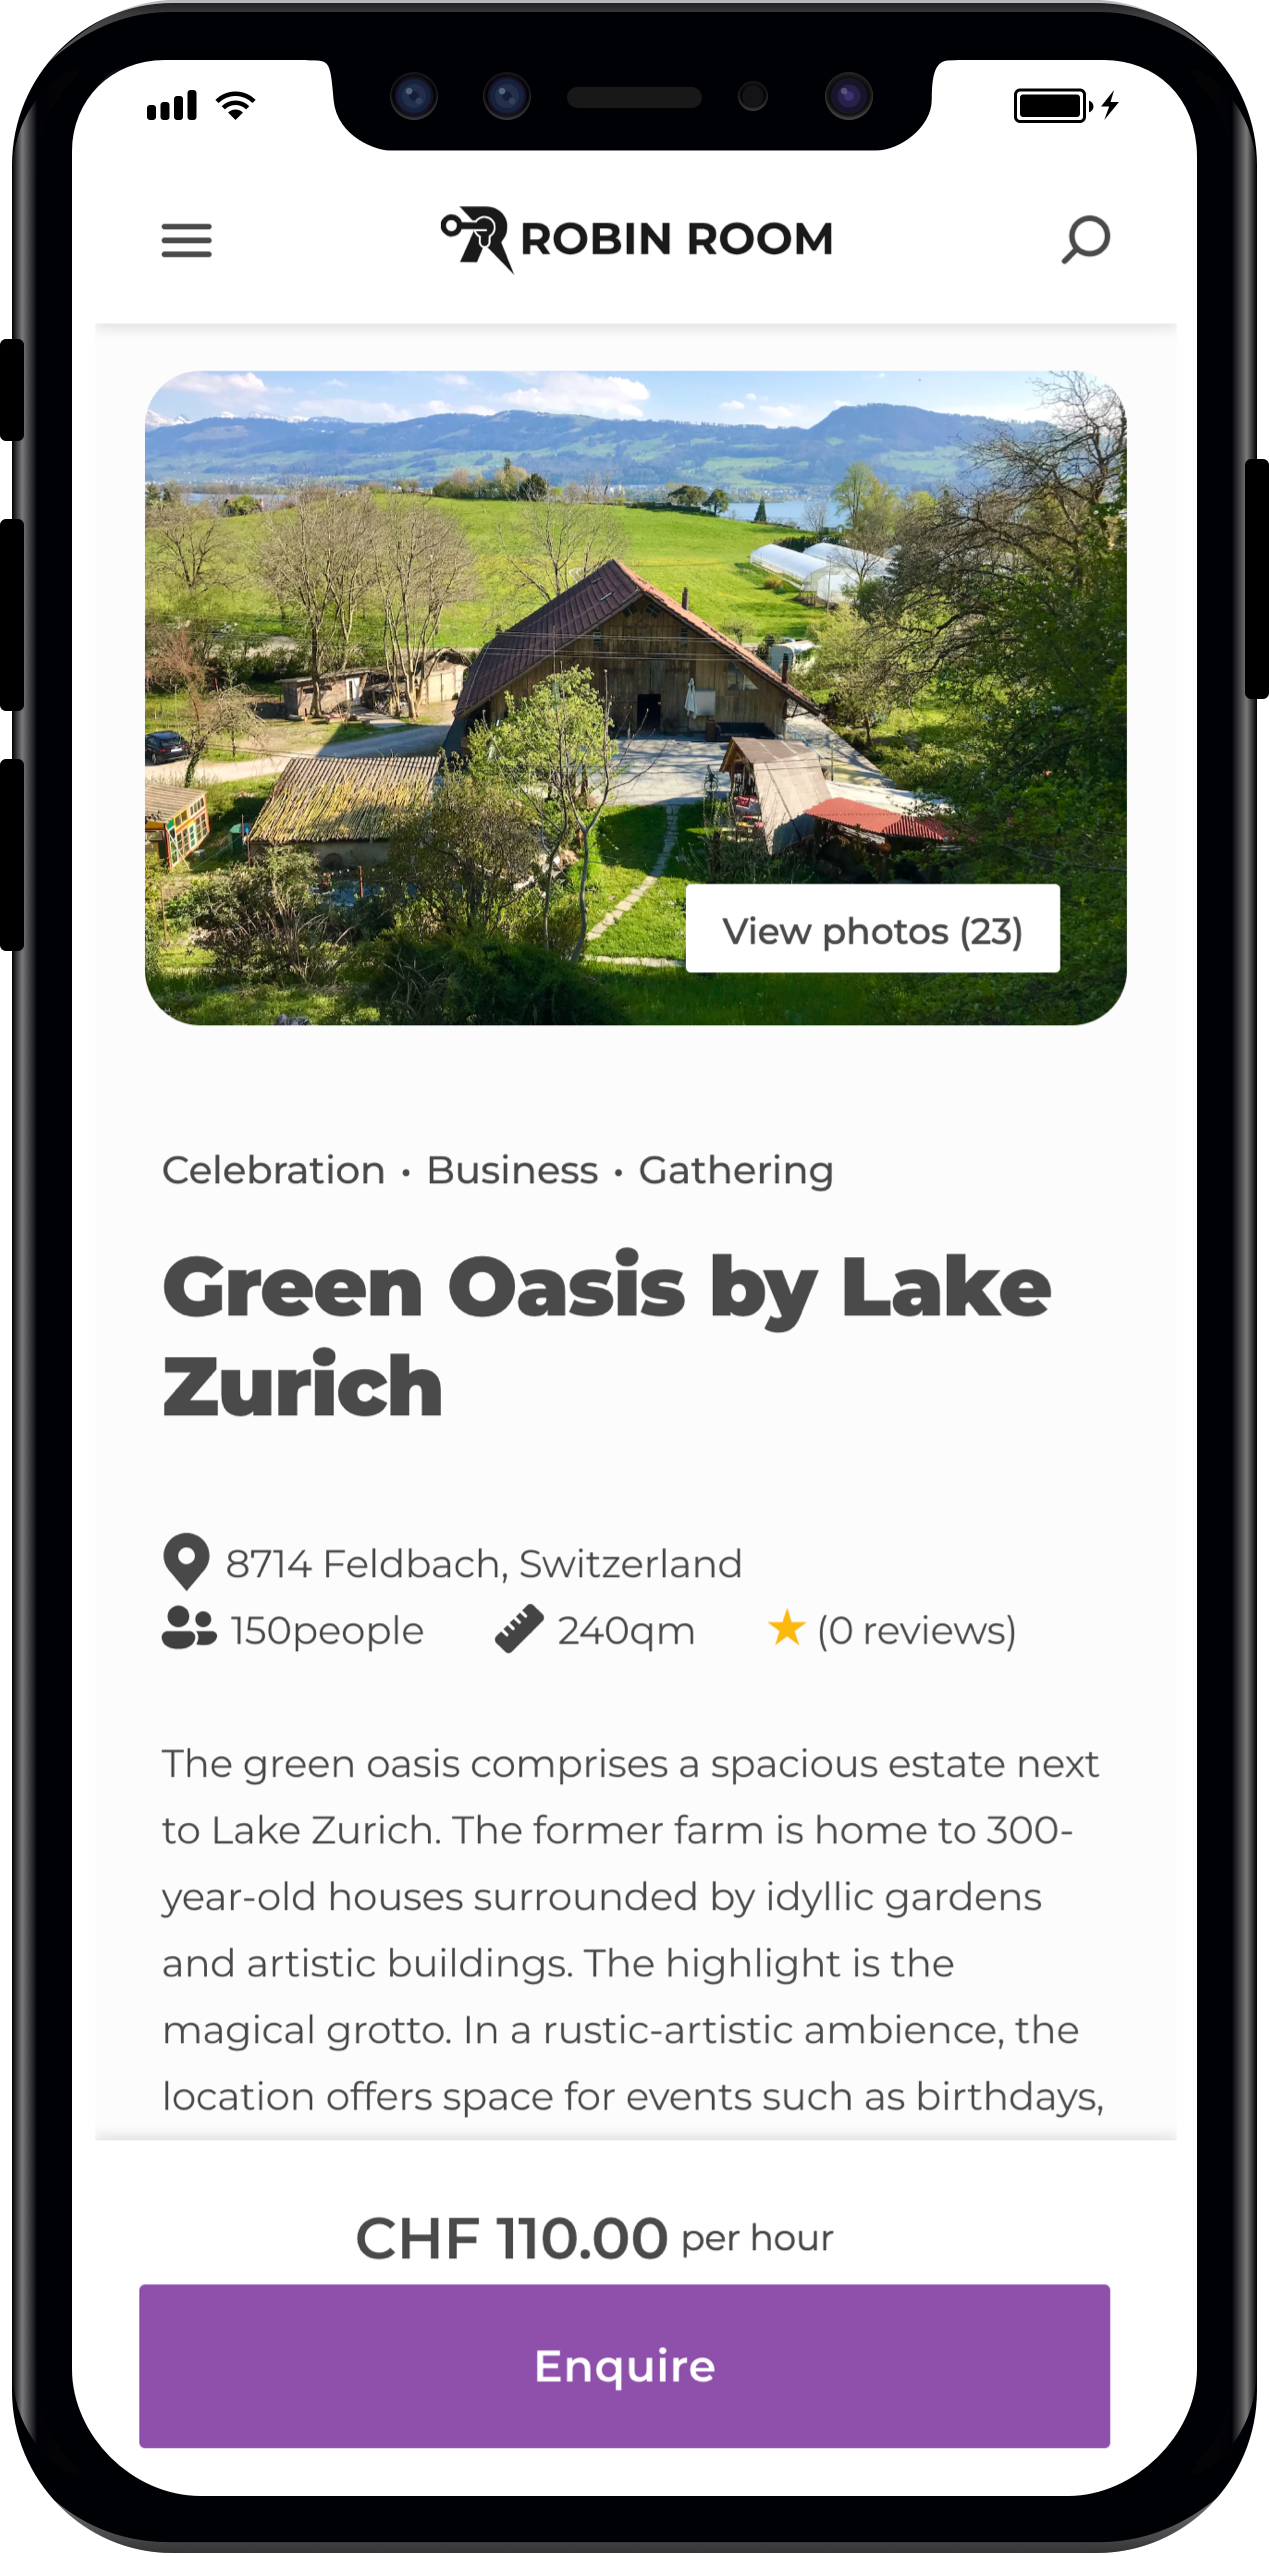 ROBIN ROOM
View photos (23)
Celebration • Business • Gathering
Green Oasis by Lake
Zurich
8714 Feldbach, Switzerland
150people 240qm (0 reviews)
The green oasis comprises a spacious estate next
to Lake Zurich. The former farm is home to 300-
year-old houses surrounded by idyllic gardens
and artistic buildings. The highlight is the
magical grotto. In a rustic-artistic ambience, the
location offers space for events such as birthdays,
CHF 110.00 per hour
Enquire